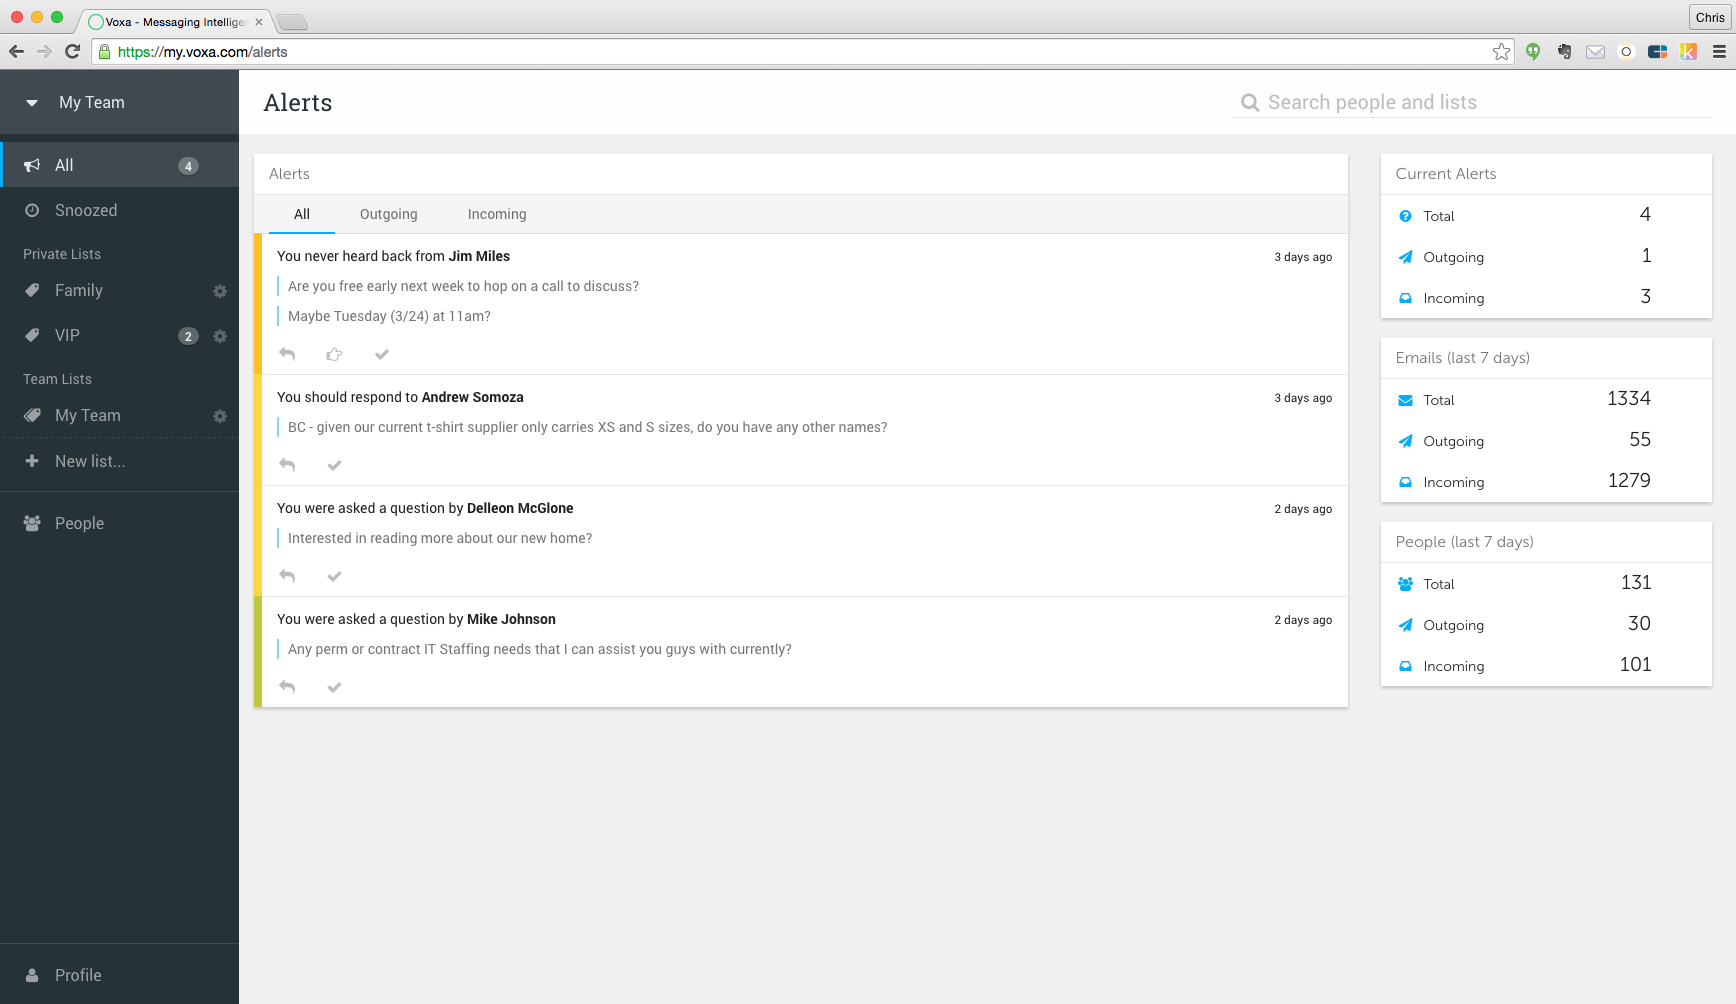 Voxa - Messaging Intelliger
Chris
https://my.voxa.com/alerts
My Team
Alerts
Search people and lists
All 4
Snoozed
Private Lists
Family
VIP 2
Team Lists
My Team
New list...
People
Profile
Alerts
All Outgoing Incoming
You never heard back from Jim Miles 3 days ago
Are you free early next week to hop on a call to discuss?
Maybe Tuesday (3/24) at 11am?
You should respond to Andrew Somoza 3 days ago
BC - given our current t-shirt supplier only carries XS and S sizes, do you have any other names?
You were asked a question by Delleon McGlone 2 days ago
Interested in reading more about our new home?
You were asked a question by Mike Johnson 2 days ago
Any perm or contract IT Staffing needs that I can assist you guys with currently?
Current Alerts
Total 4
Outgoing 1
Incoming 3
Emails (last 7 days)
Total 1334
Outgoing 55
Incoming 1279
People (last 7 days)
Total 131
Outgoing 30
Incoming 101